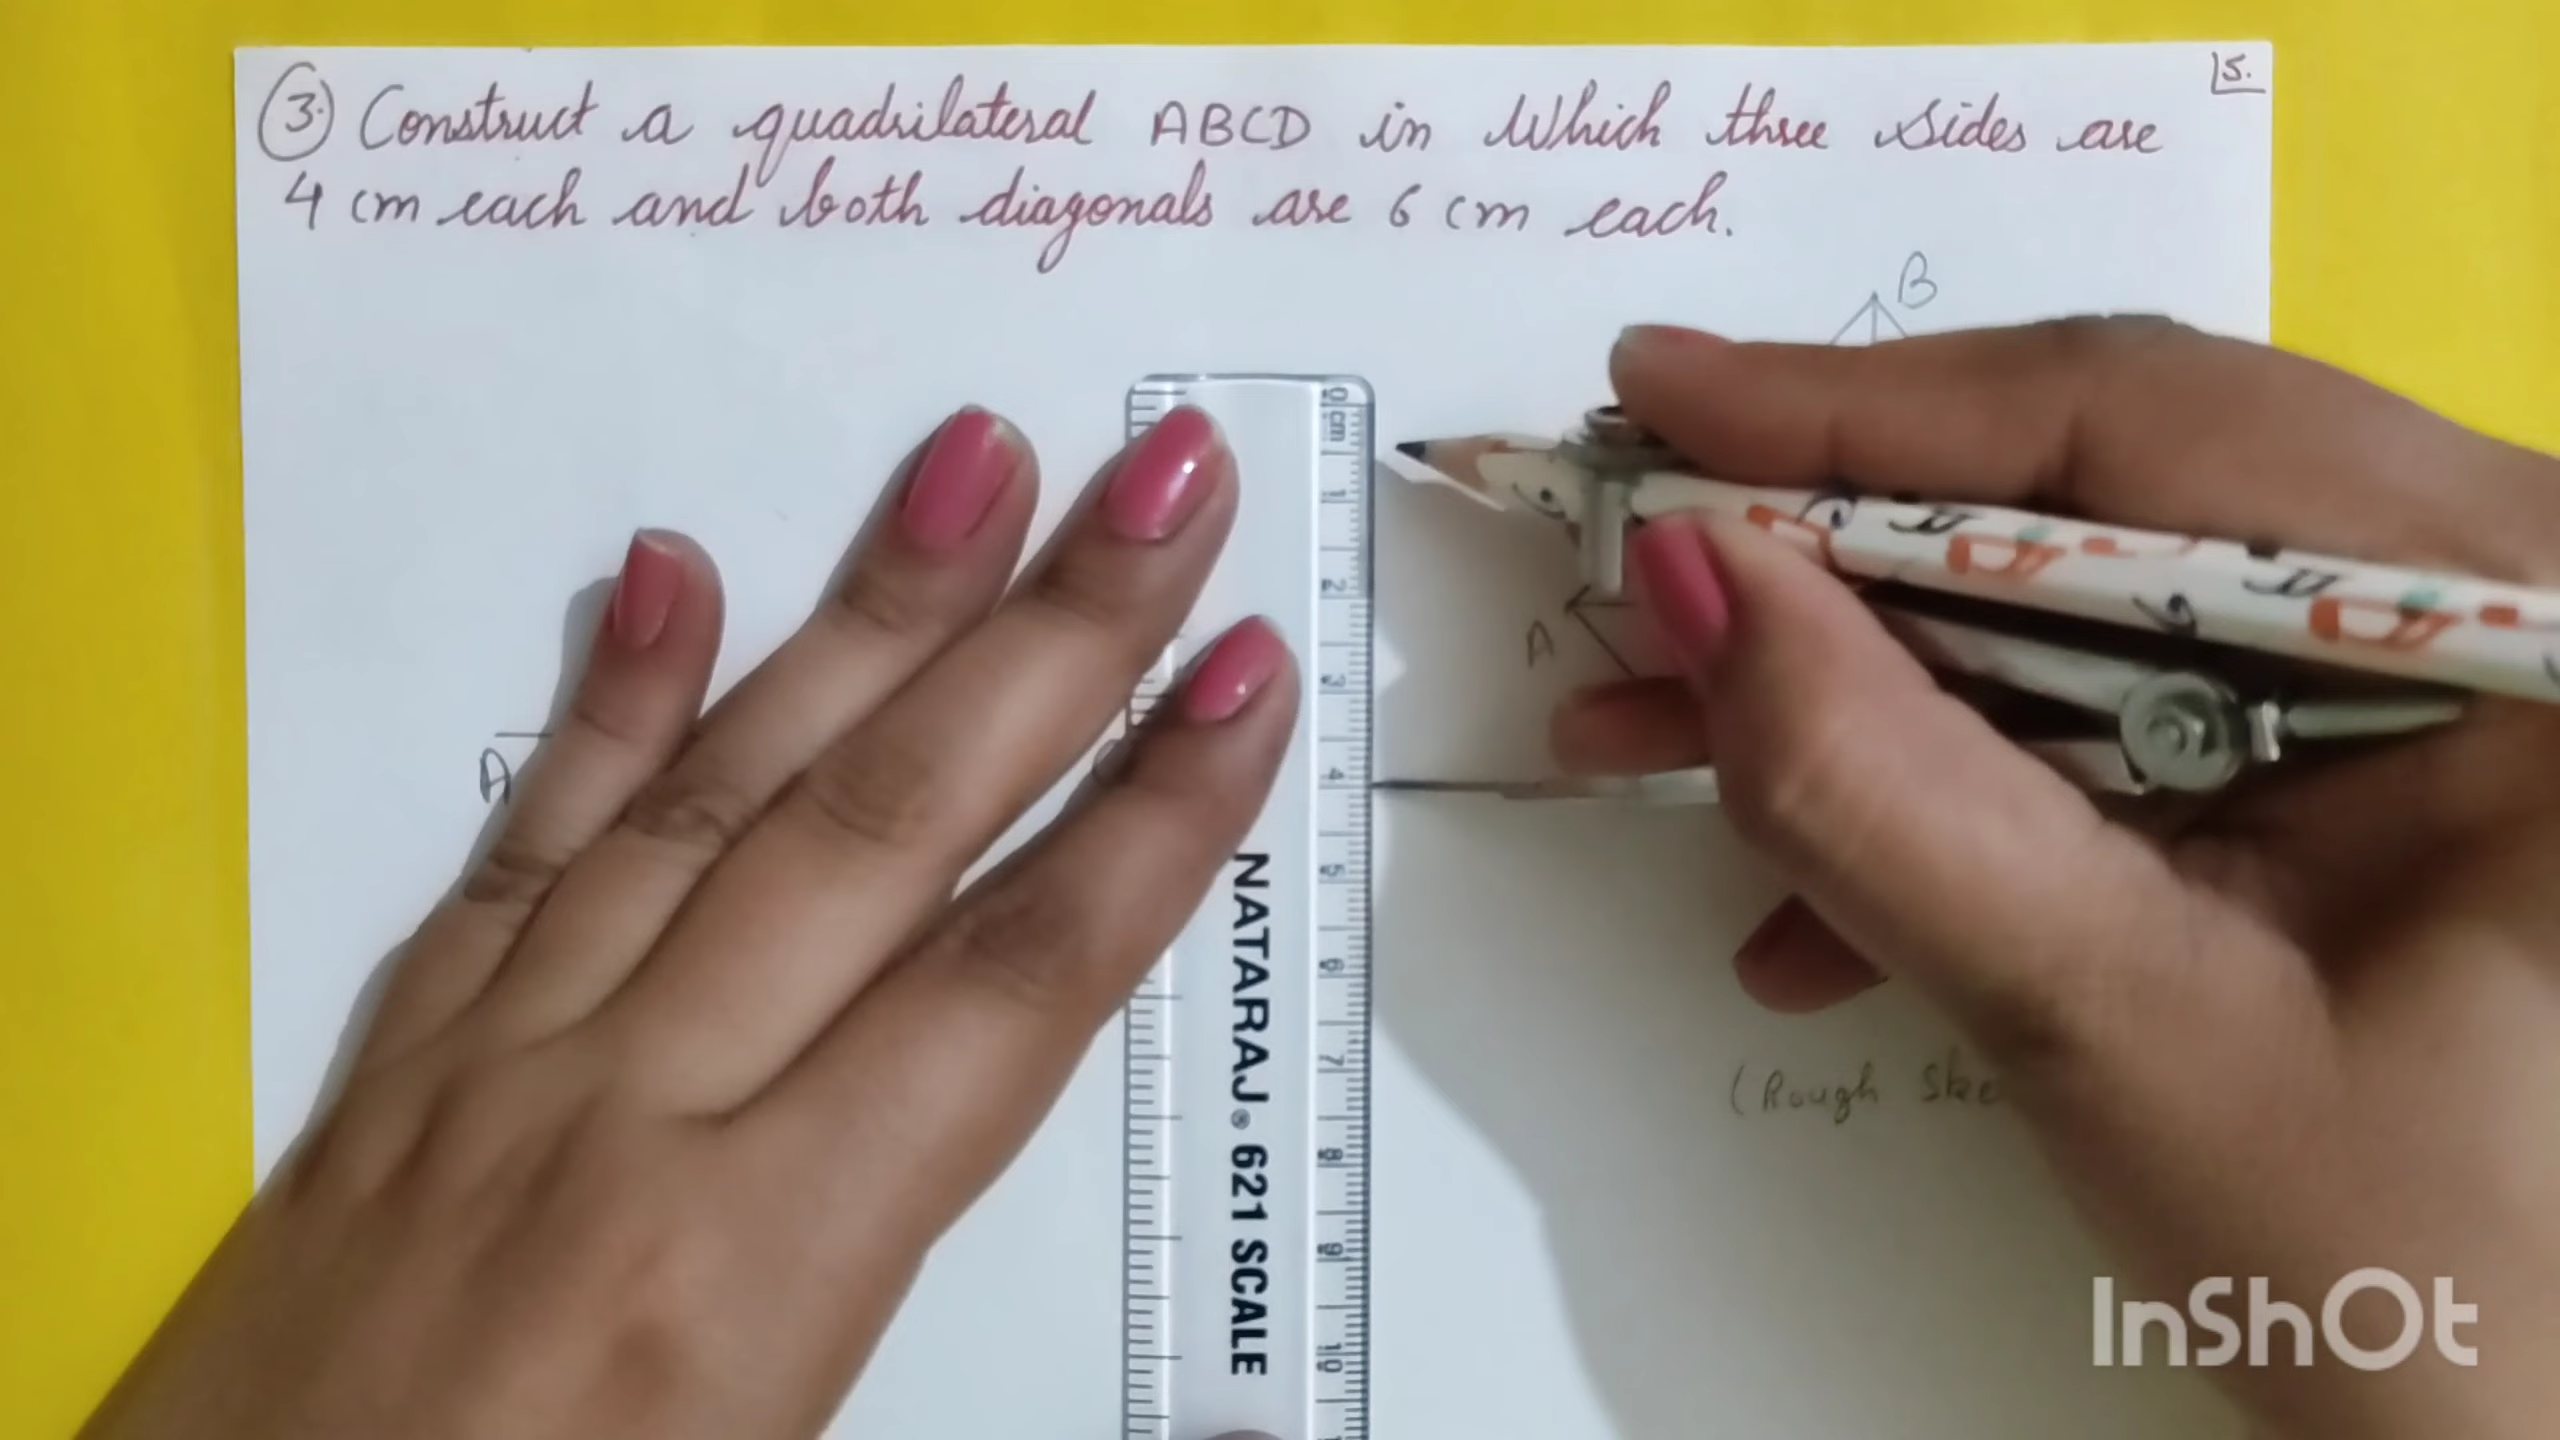 15.
3. Construct a quadrilateral ABCD in Which three sides are
4 cm each and both diagonals are 6 cm each.
B
A
A
(Rough
0 cm 1 2 3 4 5 6 7 8 9 10
NATARAJ® 621 SCALE
InShOt